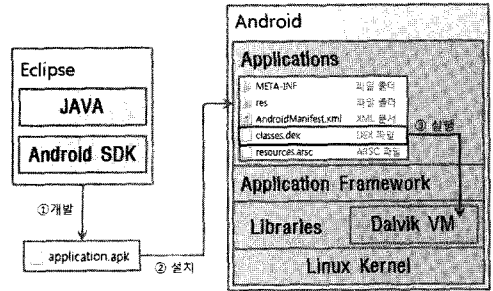 Eclipse
JAVA
Android SDK
①개발
application.apk
② 설치
Android
Applications
META-INF 파일 폴더
res 파일 폴더
AndroidManifest.xml XML 문서
classes.dex DEX 파일
resources.arsc ARSC 파일
③ 실행
Application Framework
Libraries
Dalvik VM
Linux Kernel